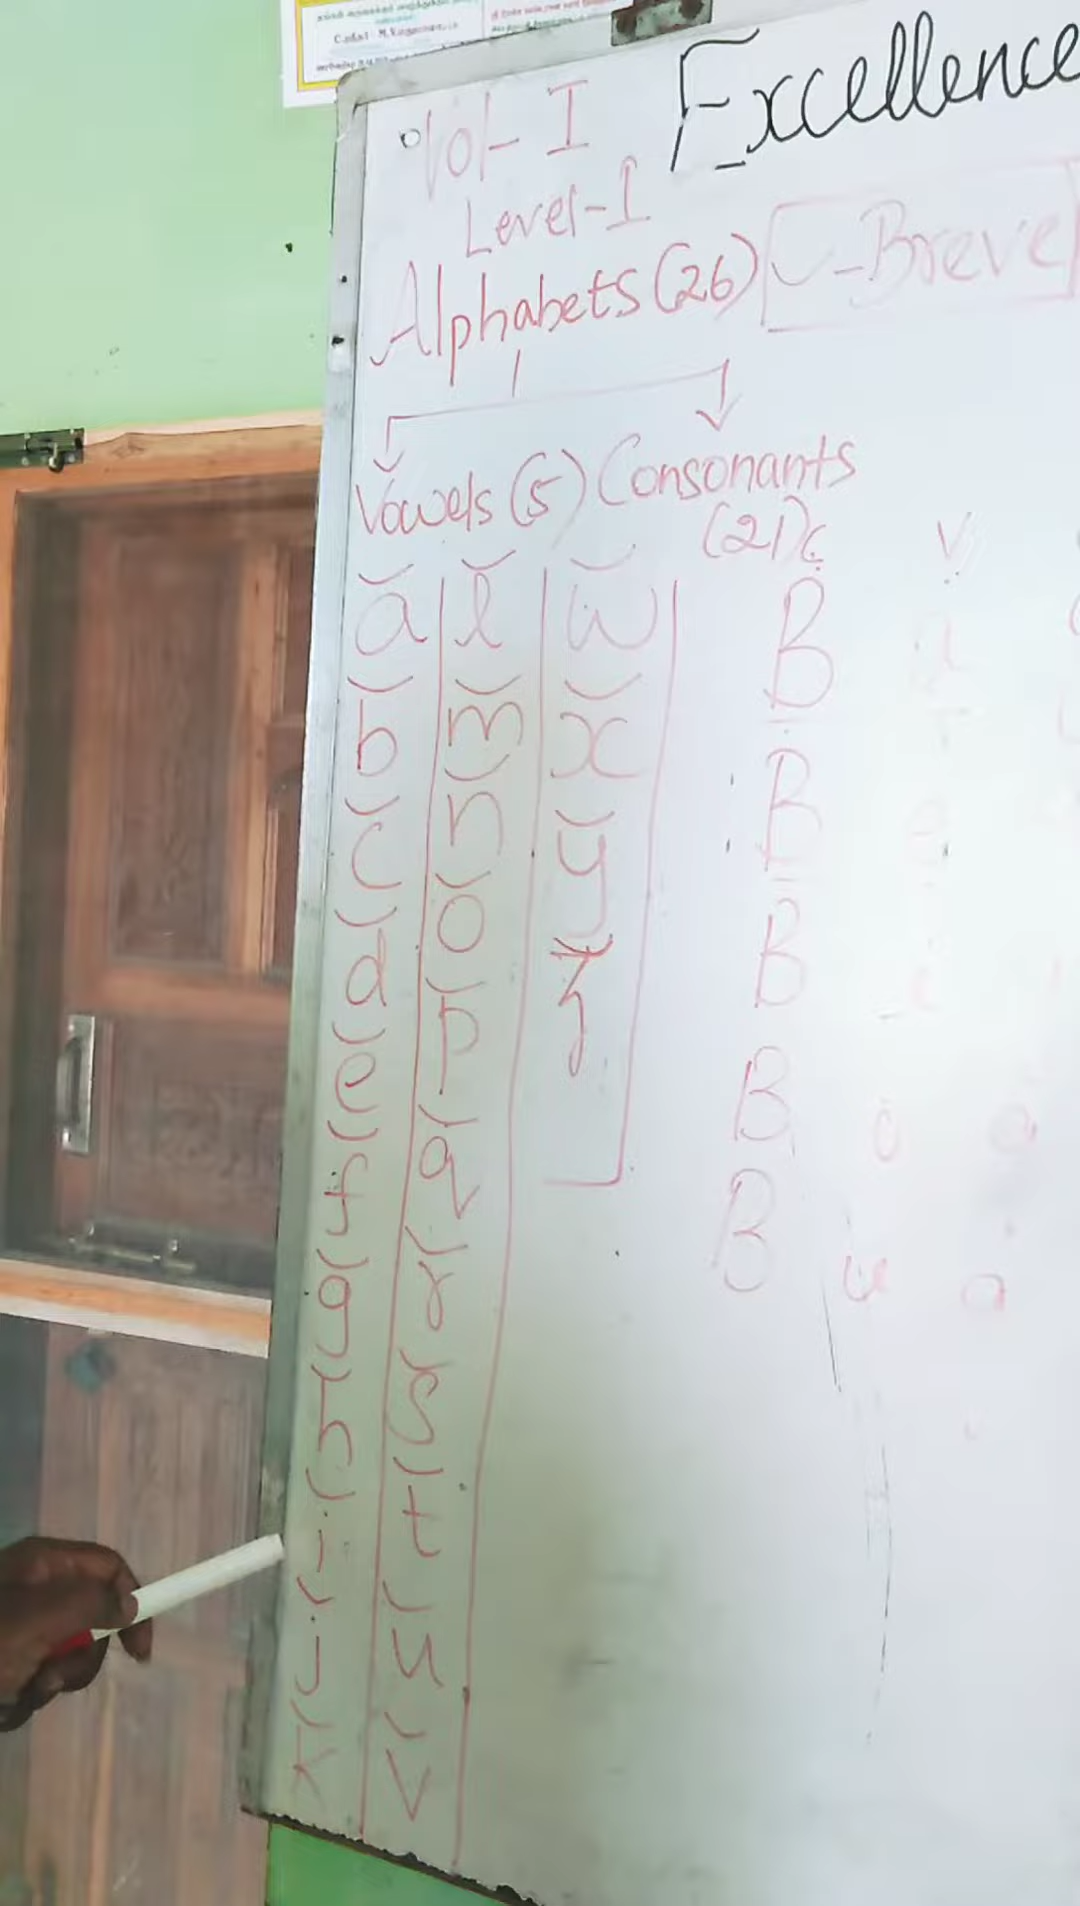 Excellence
Vol-I
Level-I
Alphabets (26) ᴗ-Breve
Vowels (5) Consonants
(21) c v
ă l̆ w̆ B a
b̆ m̆ x̆ B e
c̆ n̆ y̆ B i
d̆ ŏ z̆ B o a
ĕ p̆ B u a
f̆ q̆
ğ r̆
h̆ s̆
ĭ t̆
j̆ ŭ
k̆ v̆